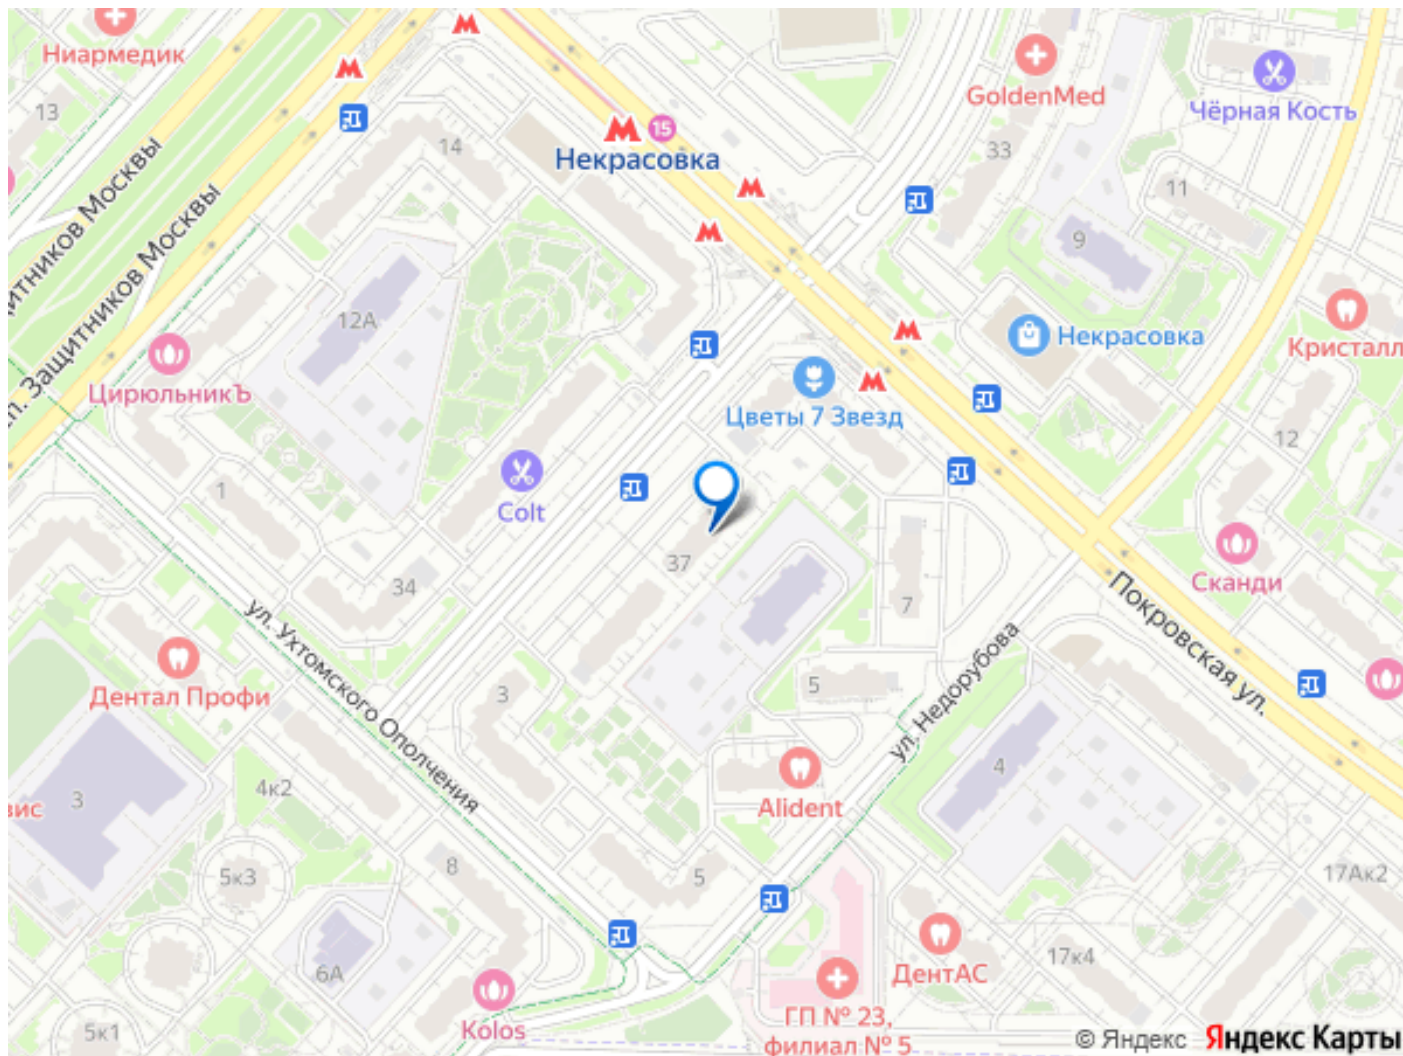 Ниармедик
GoldenMed
Чёрная Кость
13
14
15
Некрасовка
33
11
9
ул. Защитников Москвы
12А
Некрасовка
Кристалл
ЦирюльникЪ
Цветы 7 Звезд
12
1
Colt
37
Сканди
34
7
Покровская ул.
ул. Ухтомского Ополчения
ул. Недорубова
Дентал Профи
3
5
4
3
4к2
Alident
8
5к3
5
17Ак2
17к4
6А
ДентАС
Kolos
5к1
ГП № 23,
филиал № 5
© Яндекс Яндекс Карты